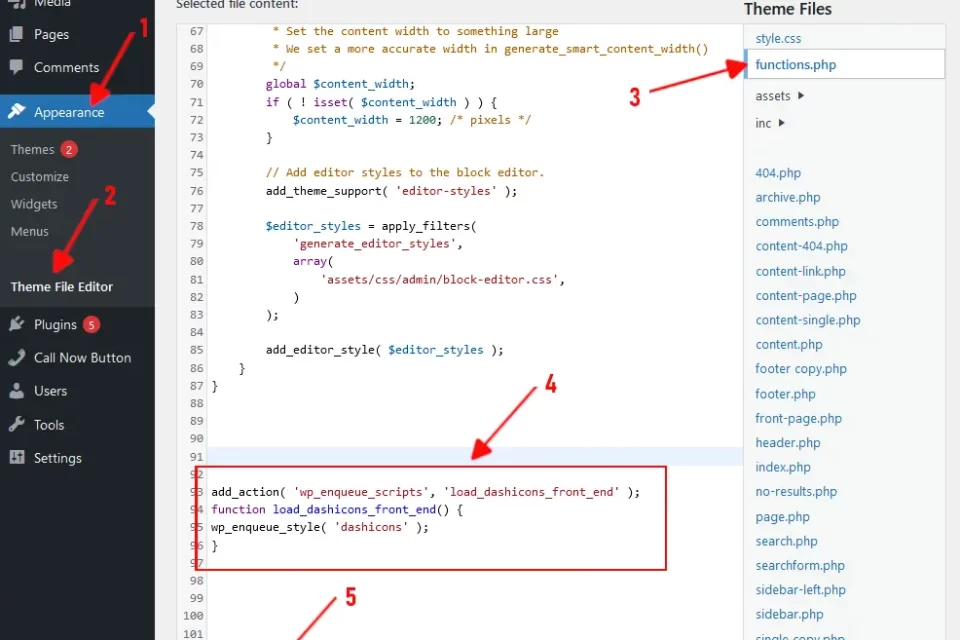 Media
Pages
Comments
Appearance
Themes 2
Customize
Widgets
Menus
Theme File Editor
Plugins 5
Call Now Button
Users
Tools
Settings
1
2
Selected file content:
67 * Set the content width to something large
68 * We set a more accurate width in generate_smart_content_width()
69 */
70 global $content_width;
71 if ( ! isset( $content_width ) ) {
72 $content_width = 1200; /* pixels */
73 }
74
75 // Add editor styles to the block editor.
76 add_theme_support( 'editor-styles' );
77
78 $editor_styles = apply_filters(
79 'generate_editor_styles',
80 array(
81 'assets/css/admin/block-editor.css',
82 )
83 );
84
85 add_editor_style( $editor_styles );
86 }
87 }
88
89
90
91
92
93 add_action( 'wp_enqueue_scripts', 'load_dashicons_front_end' );
94 function load_dashicons_front_end() {
95 wp_enqueue_style( 'dashicons' );
96 }
97
98
99
100
101
3
4
5
Theme Files
style.css
functions.php
assets
inc
404.php
archive.php
comments.php
content-404.php
content-link.php
content-page.php
content-single.php
content.php
footer copy.php
footer.php
front-page.php
header.php
index.php
no-results.php
page.php
search.php
searchform.php
sidebar-left.php
sidebar.php
single-copy.php